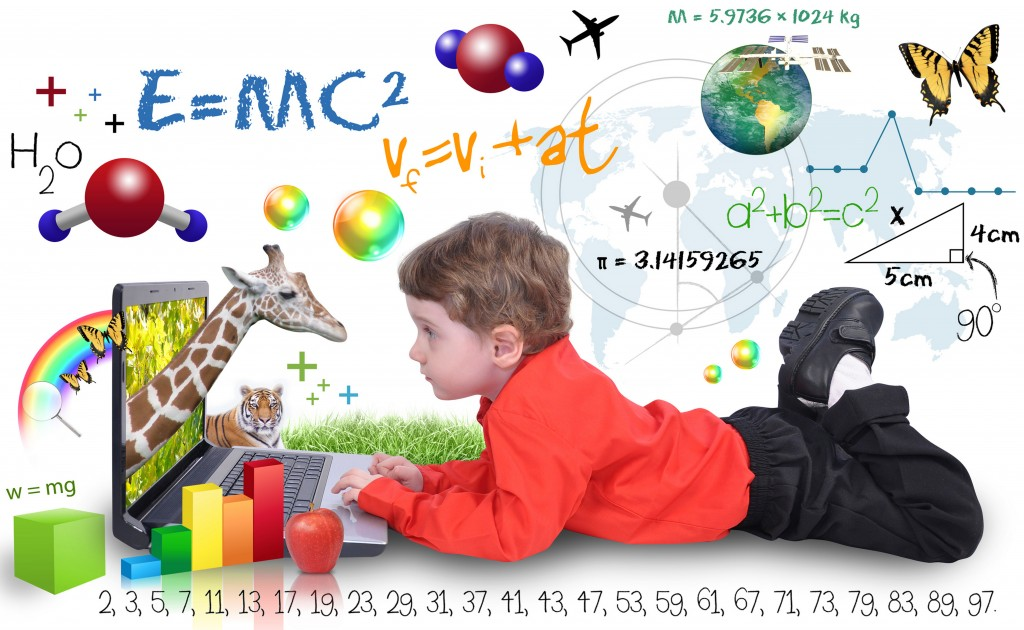 M = 5.9736 × 1024 kg
E=MC²
H₂O
vf=vi+at
a²+b²=c²
x
4cm
5cm
90°
π = 3.14159265
w = mg
2, 3, 5, 7, 11, 13, 17, 19, 23, 29, 31, 37, 41, 43, 47, 53, 59, 61, 67, 71, 73, 79, 83, 89, 97.